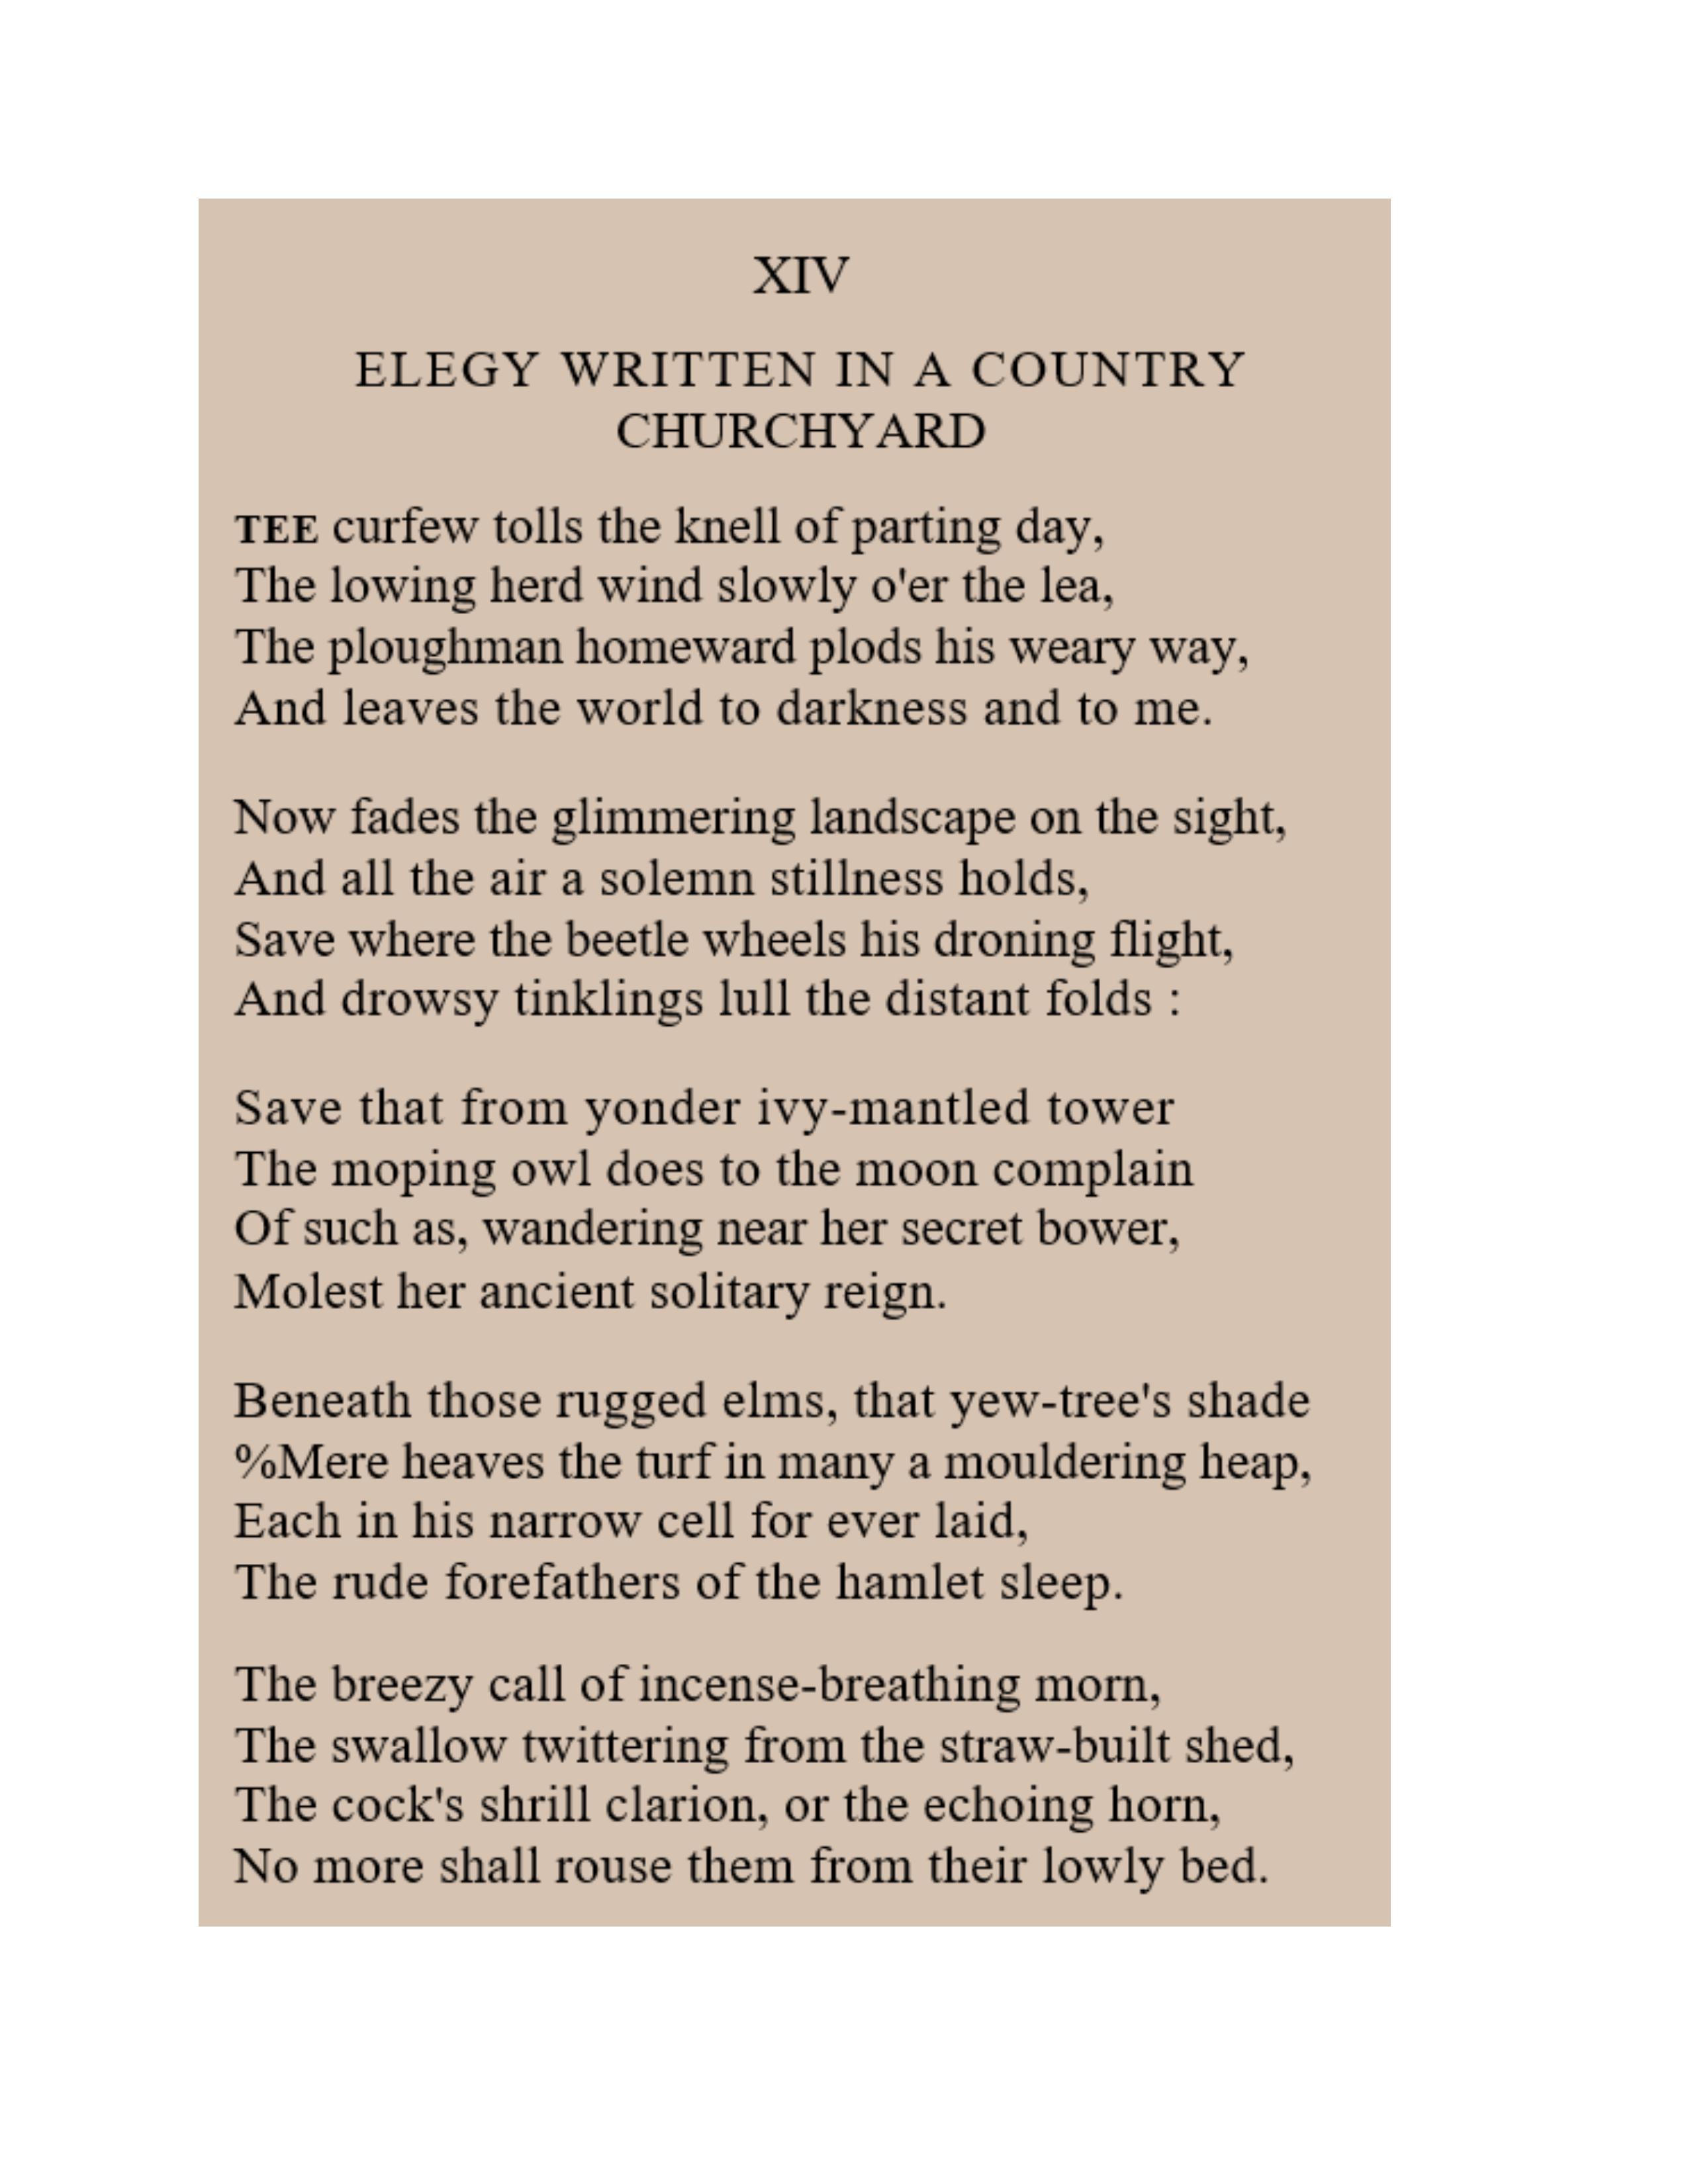 XIV
ELEGY WRITTEN IN A COUNTRY
CHURCHYARD
TEE curfew tolls the knell of parting day,
The lowing herd wind slowly o'er the lea,
The ploughman homeward plods his weary way,
And leaves the world to darkness and to me.
Now fades the glimmering landscape on the sight,
And all the air a solemn stillness holds,
Save where the beetle wheels his droning flight,
And drowsy tinklings lull the distant folds :
Save that from yonder ivy-mantled tower
The moping owl does to the moon complain
Of such as, wandering near her secret bower,
Molest her ancient solitary reign.
Beneath those rugged elms, that yew-tree's shade
%Mere heaves the turf in many a mouldering heap,
Each in his narrow cell for ever laid,
The rude forefathers of the hamlet sleep.
The breezy call of incense-breathing morn,
The swallow twittering from the straw-built shed,
The cock's shrill clarion, or the echoing horn,
No more shall rouse them from their lowly bed.